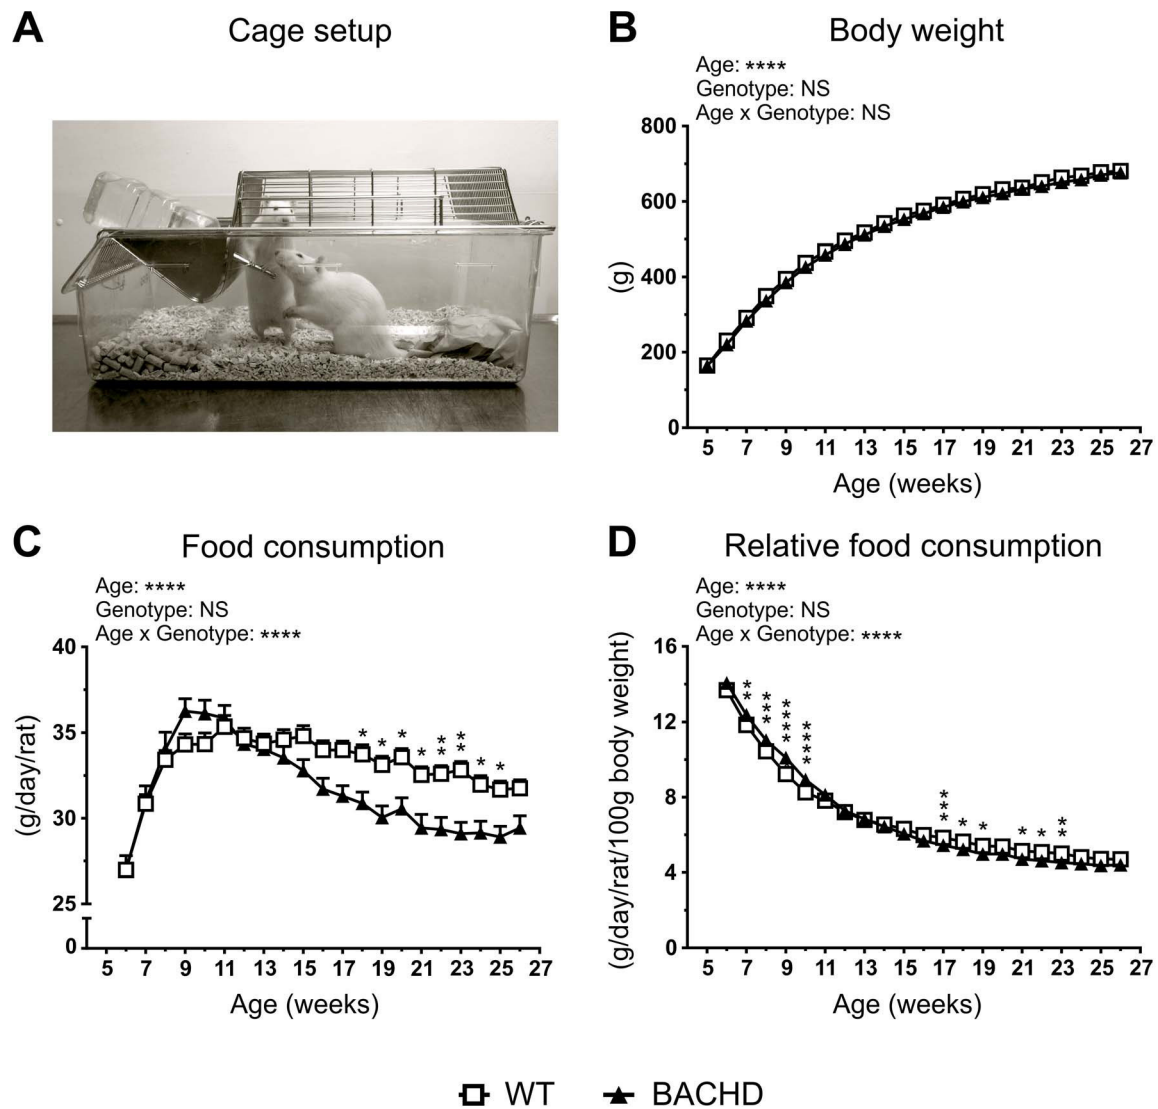 A
Cage setup
B
Body weight
Age: ****
Genotype: NS
Age x Genotype: NS
800
600
400
200
0
(g)
5 7 9 11 13 15 17 19 21 23 25 27
Age (weeks)
C
Food consumption
Age: ****
Genotype: NS
Age x Genotype: ****
40
35
30
25
0
(g/day/rat)
* * * * ** ** * *
5 7 9 11 13 15 17 19 21 23 25 27
Age (weeks)
D
Relative food consumption
Age: ****
Genotype: NS
Age x Genotype: ****
16
12
8
4
0
(g/day/rat/100g body weight)
** *** **** **** *** * * * * **
5 7 9 11 13 15 17 19 21 23 25 27
Age (weeks)
WT
BACHD